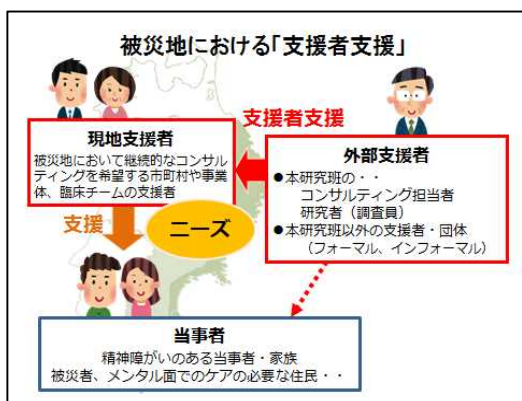 被災地における「支援者支援」
支援者支援
現地支援者
被災地において継続的なコンサル
ティングを希望する市町村や事業
体、臨床チームの支援者
外部支援者
●本研究班の・・
コンサルティング担当者
研究者（調査員）
●本研究班以外の支援者・団体
（フォーマル、インフォーマル）
支援
ニーズ
当事者
精神障がいのある当事者・家族
被災者、メンタル面でのケアの必要な住民・・